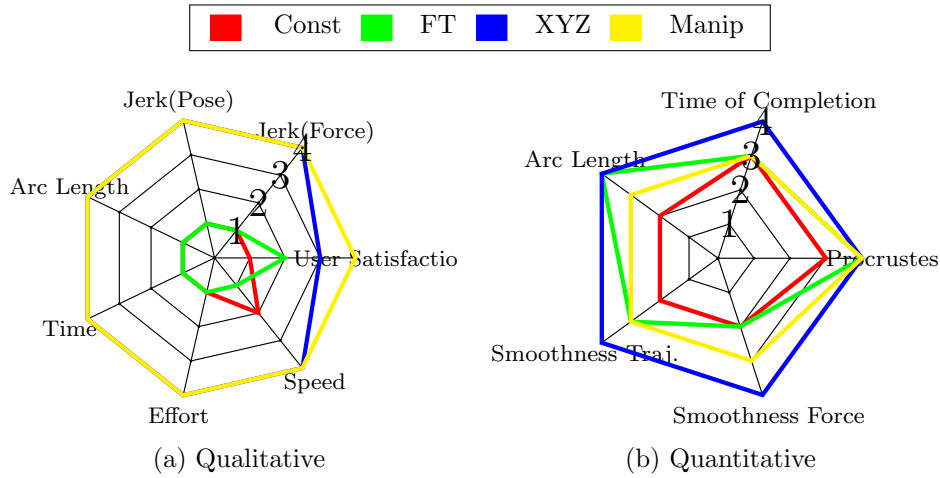 Const FT XYZ Manip
Jerk(Pose)
Jerk(Force)
Arc Length
User Satisfactio
Time
Speed
Effort
1
2
3
4
(a) Qualitative
Time of Completion
Arc Length
Procrustes
Smoothness Traj.
Smoothness Force
1
2
3
4
(b) Quantitative